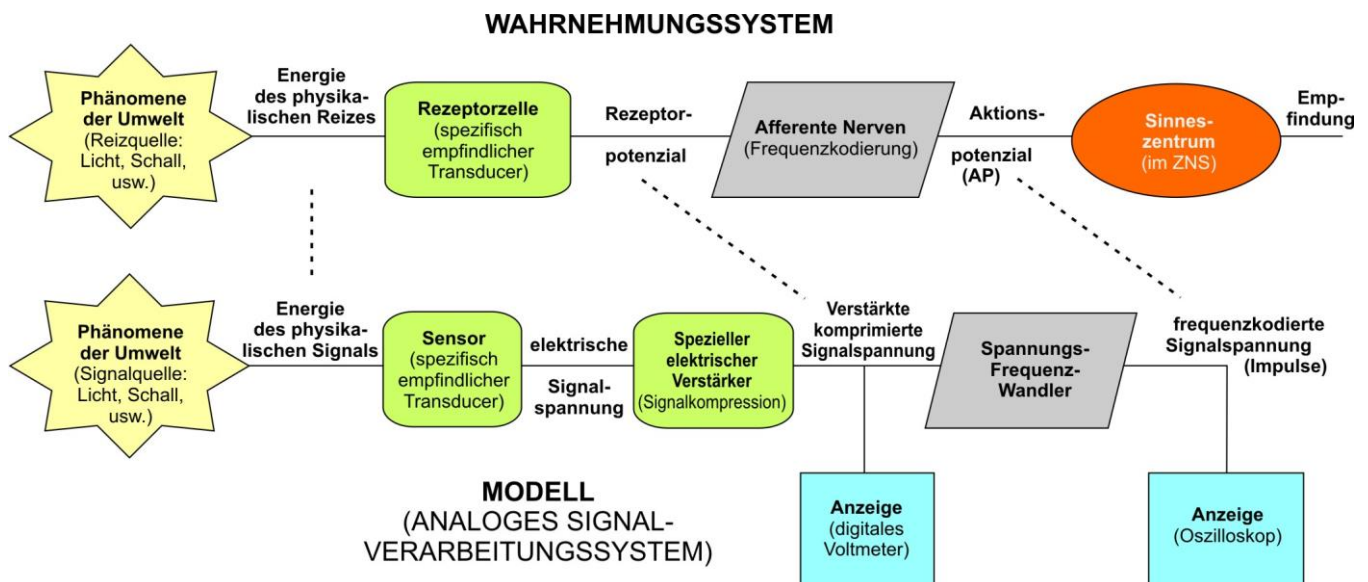 WAHRNEHMUNGSSYSTEM
Phänomene
der Umwelt
(Reizquelle:
Licht, Schall,
usw.)
Energie
des physika-
lischen Reizes
Rezeptorzelle
(spezifisch
empfindlicher
Transducer)
Rezeptor-
potenzial
Afferente Nerven
(Frequenzkodierung)
Aktions-
potenzial
(AP)
Sinnes-
zentrum
(im ZNS)
Emp-
findung
Phänomene
der Umwelt
(Signalquelle:
Licht, Schall,
usw.)
Energie
des physika-
lischen Signals
Sensor
(spezifisch
empfindlicher
Transducer)
elektrische
Signal-
spannung
Spezieller
elektrischer
Verstärker
(Signalkompression)
Verstärkte
komprimierte
Signalspannung
Spannungs-
Frequenz-
Wandler
frequenzkodierte
Signalspannung
(Impulse)
MODELL
(ANALOGES SIGNAL-
VERARBEITUNGSSYSTEM)
Anzeige
(digitales
Voltmeter)
Anzeige
(Oszilloskop)